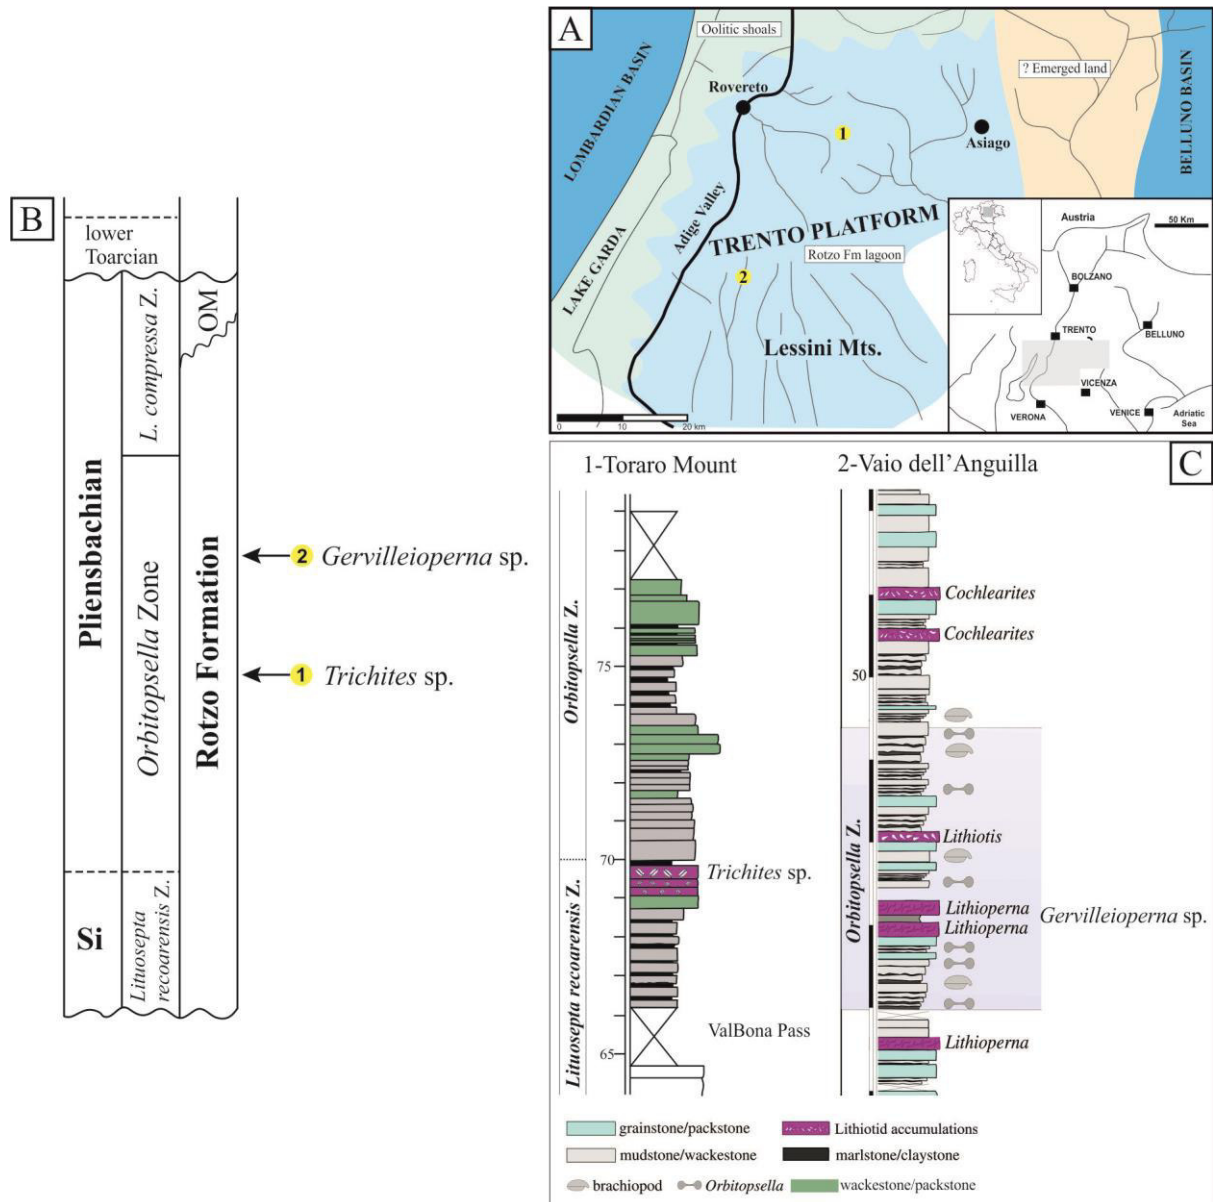 B
lower
Toarcian
Pliensbachian
L. compressa Z.
Orbitopsella Zone
OM
Rotzo Formation
2 Gervilleioperna sp.
1 Trichites sp.
Si
Lituosepta
recoarensis Z.
A
Oolitic shoals
LOMBARDIAN BASIN
Rovereto
? Emerged land
BELLUNO BASIN
1
Asiago
Adige Valley
TRENTO PLATFORM
LAKE GARDA
Rotzo Fm lagoon
2
Lessini Mts.
0 10 20 km
Austria
50 Km
BOLZANO
TRENTO
BELLUNO
VICENZA
VERONA
VENICE
Adriatic
Sea
C
1-Toraro Mount
2-Vaio dell'Anguilla
Orbitopsella Z.
Lituosepta recoarensis Z.
75
70
65
Trichites sp.
ValBona Pass
Orbitopsella Z.
50
Cochlearites
Cochlearites
Lithiotis
Lithioperna
Lithioperna
Gervilleioperna sp.
Lithioperna
grainstone/packstone
Lithiotid accumulations
mudstone/wackestone
marlstone/claystone
brachiopod
Orbitopsella
wackestone/packstone